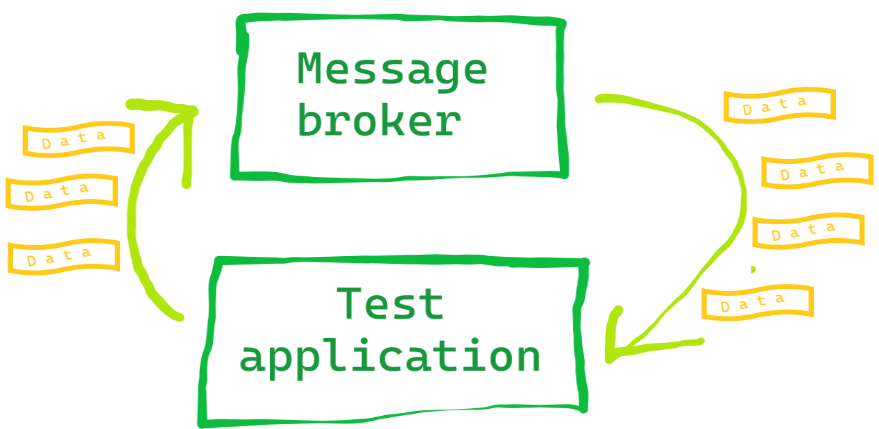 Message
broker
Data
Data
Data
Data
Data
Data
Data
Test
application